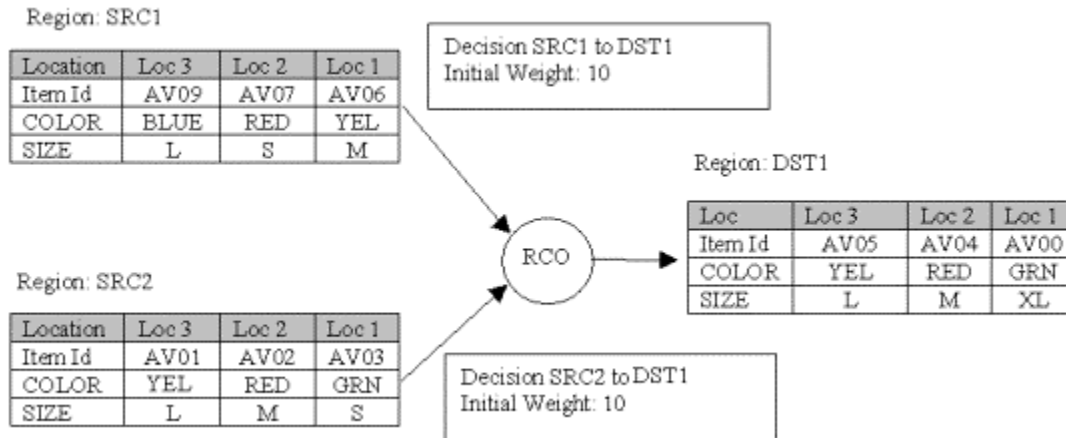 Region: SRC1
Location Loc 3 Loc 2 Loc 1
Item Id AV09 AV07 AV06
COLOR BLUE RED YEL
SIZE L S M
Decision SRC1 to DST1
Initial Weight: 10
Region: DST1
Loc Loc 3 Loc 2 Loc 1
Item Id AV05 AV04 AV00
COLOR YEL RED GRN
SIZE L M XL
RCO
Region: SRC2
Location Loc 3 Loc 2 Loc 1
Item Id AV01 AV02 AV03
COLOR YEL RED GRN
SIZE L M S
Decision SRC2 to DST1
Initial Weight: 10